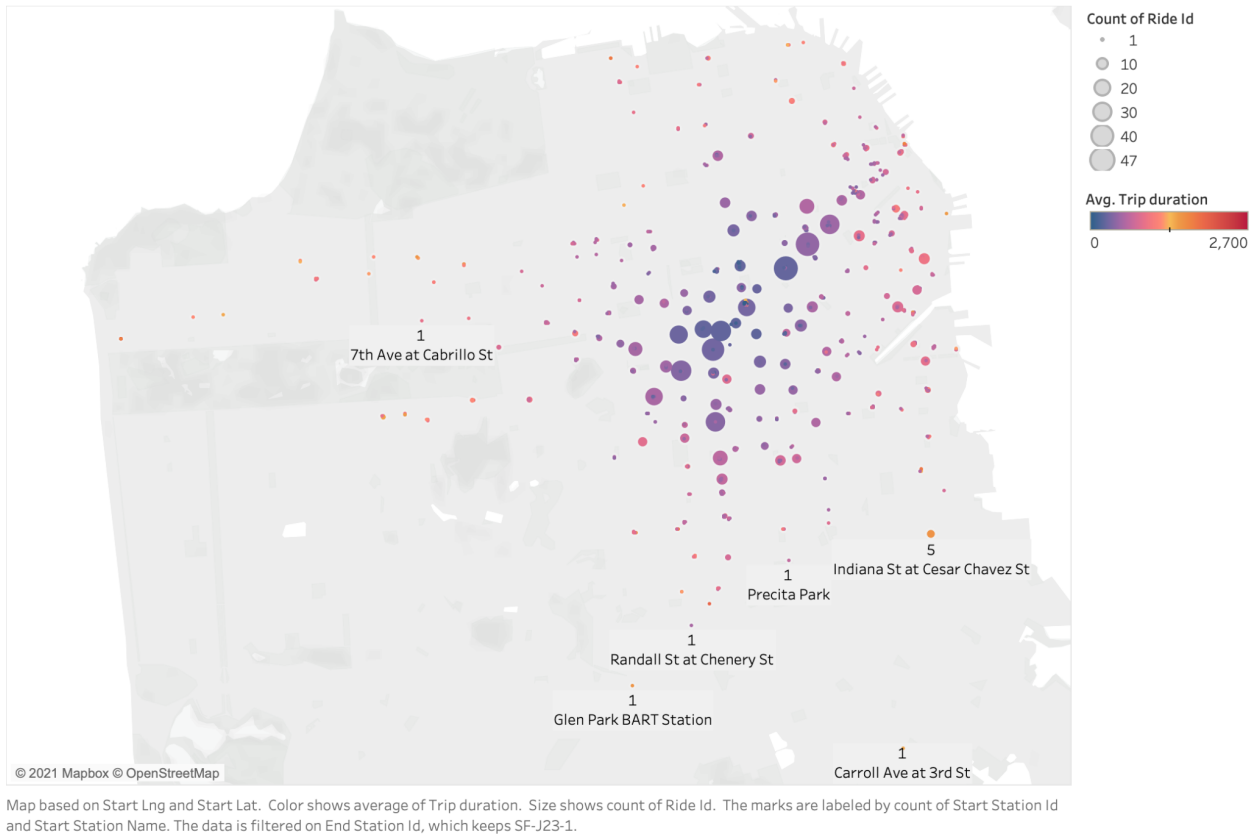 Count of Ride Id
1
10
20
30
40
47
Avg. Trip duration
0 2,700
1
7th Ave at Cabrillo St
5
Indiana St at Cesar Chavez St
1
Precita Park
1
Randall St at Chenery St
1
Glen Park BART Station
1
Carroll Ave at 3rd St
© 2021 Mapbox © OpenStreetMap
Map based on Start Lng and Start Lat. Color shows average of Trip duration. Size shows count of Ride Id. The marks are labeled by count of Start Station Id
and Start Station Name. The data is filtered on End Station Id, which keeps SF-J23-1.